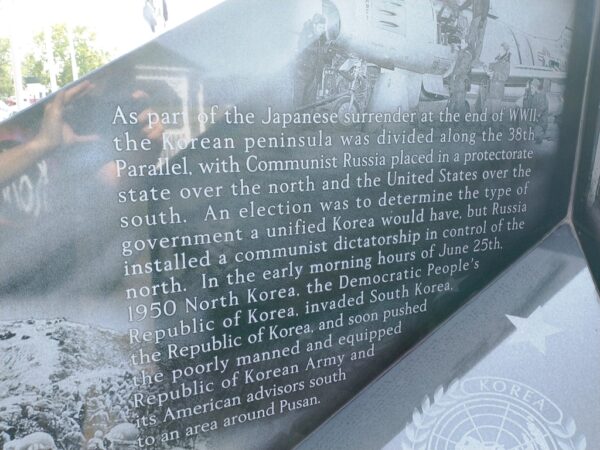 As part of the Japanese surrender at the end of WWII,
the Korean peninsula was divided along the 38th
Parallel, with Communist Russia placed in a protectorate
state over the north and the United States over the
south. An election was to determine the type of
government a unified Korea would have, but Russia
installed a communist dictatorship in control of the
north. In the early morning hours of June 25th,
1950 North Korea, the Democratic People's
Republic of Korea, invaded South Korea,
the Republic of Korea, and soon pushed
the poorly manned and equipped
Republic of Korean Army and
its American advisors south
to an area around Pusan.
KOREA